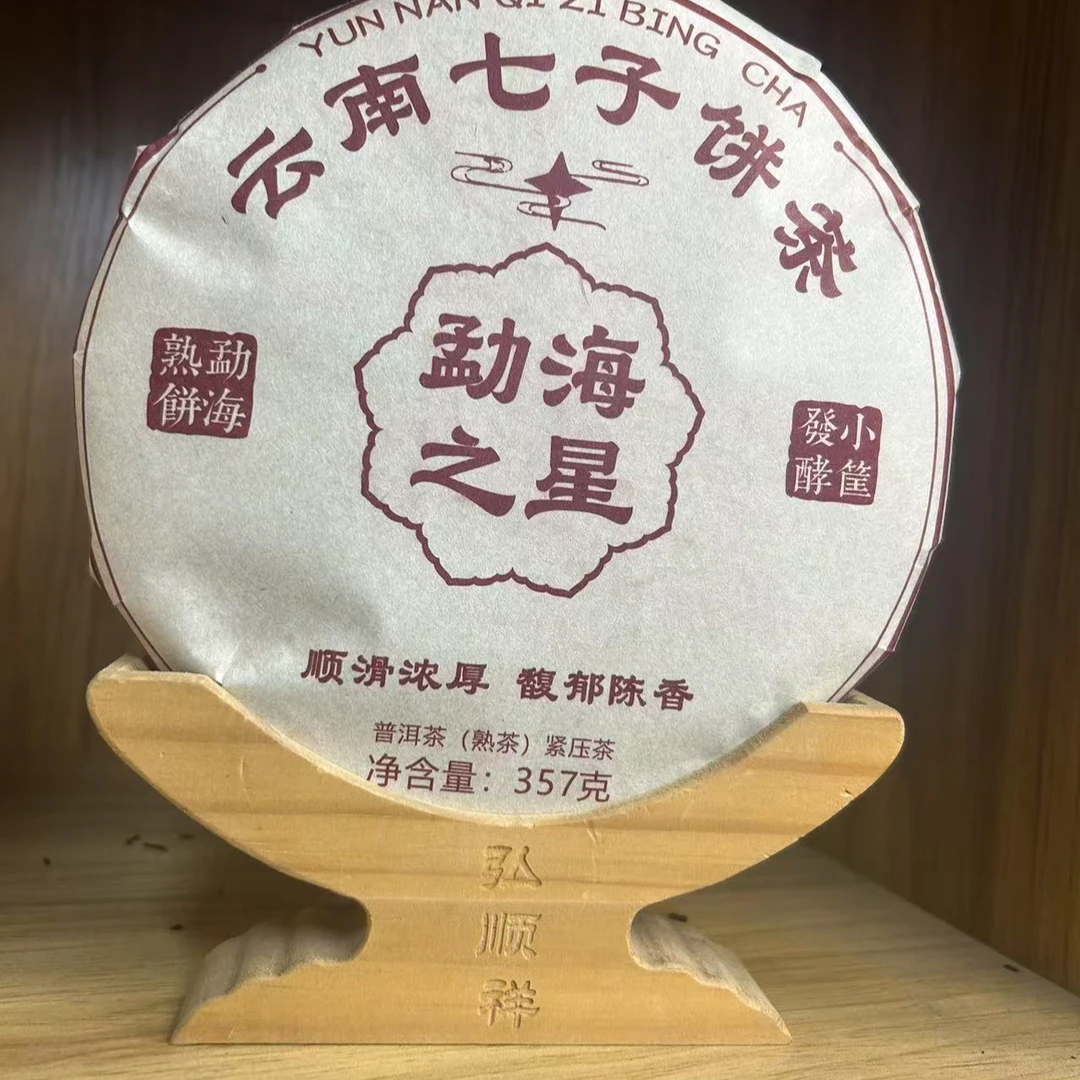 YUN NAN QI ZI BING CHA
云南七子饼茶
勐海
之星
勐海
熟餅
小筐
發酵
顺滑浓厚 馥郁陈香
普洱茶（熟茶）紧压茶
净含量：357克
弘顺祥